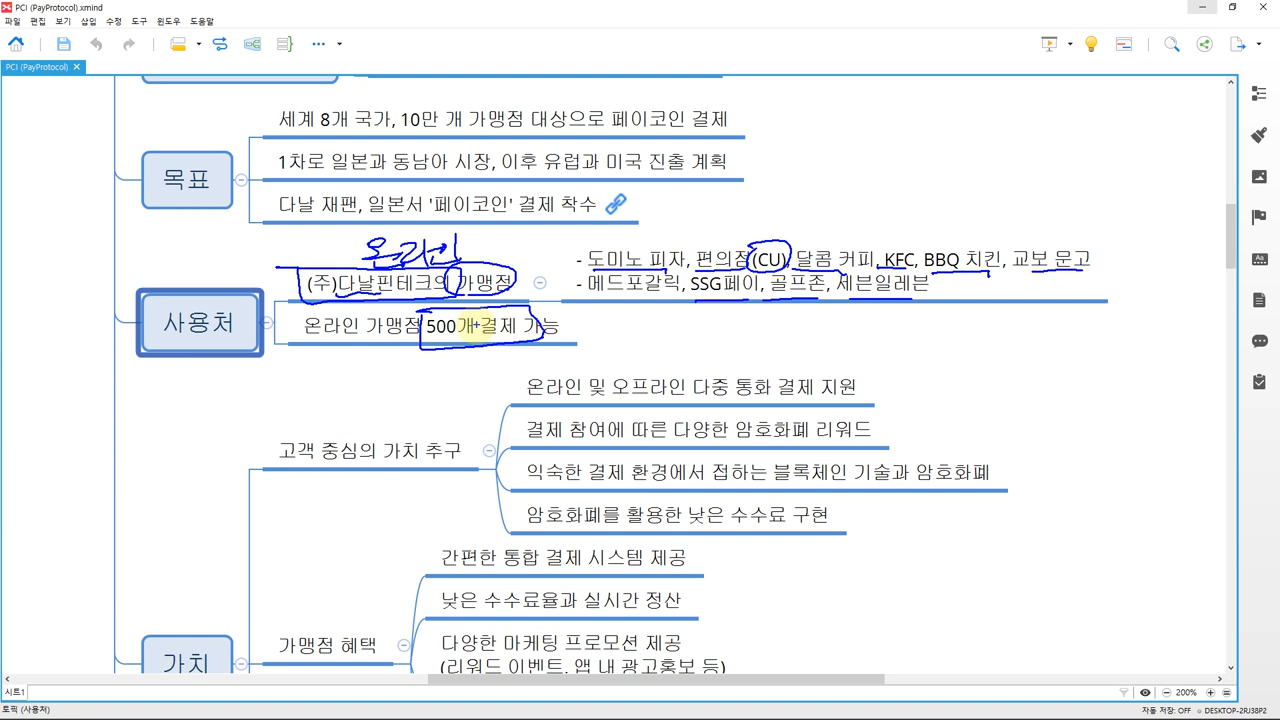 PCI (PayProtocol).xmind
파일 편집 보기 삽입 수정 도구 윈도우 도움말
PCI (PayProtocol)
목표
세계 8개 국가, 10만 개 가맹점 대상으로 페이코인 결제
1차로 일본과 동남아 시장, 이후 유럽과 미국 진출 계획
다날 재팬, 일본서 '페이코인' 결제 착수
온라인
사용처
(주)다날핀테크의 가맹점
- 도미노 피자, 편의점(CU), 달콤 커피, KFC, BBQ 치킨, 교보 문고
- 메드포갈릭, SSG페이, 골프존, 세븐일레븐
온라인 가맹점 500개 결제 가능
고객 중심의 가치 추구
온라인 및 오프라인 다중 통화 결제 지원
결제 참여에 따른 다양한 암호화폐 리워드
익숙한 결제 환경에서 접하는 블록체인 기술과 암호화폐
암호화폐를 활용한 낮은 수수료 구현
가치
가맹점 혜택
간편한 통합 결제 시스템 제공
낮은 수수료율과 실시간 정산
다양한 마케팅 프로모션 제공
(리워드 이벤트, 앱 내 광고홍보 등)
시트1
200%
토픽 (사용처)
자동 저장: OFF
DESKTOP-2RJ38P2